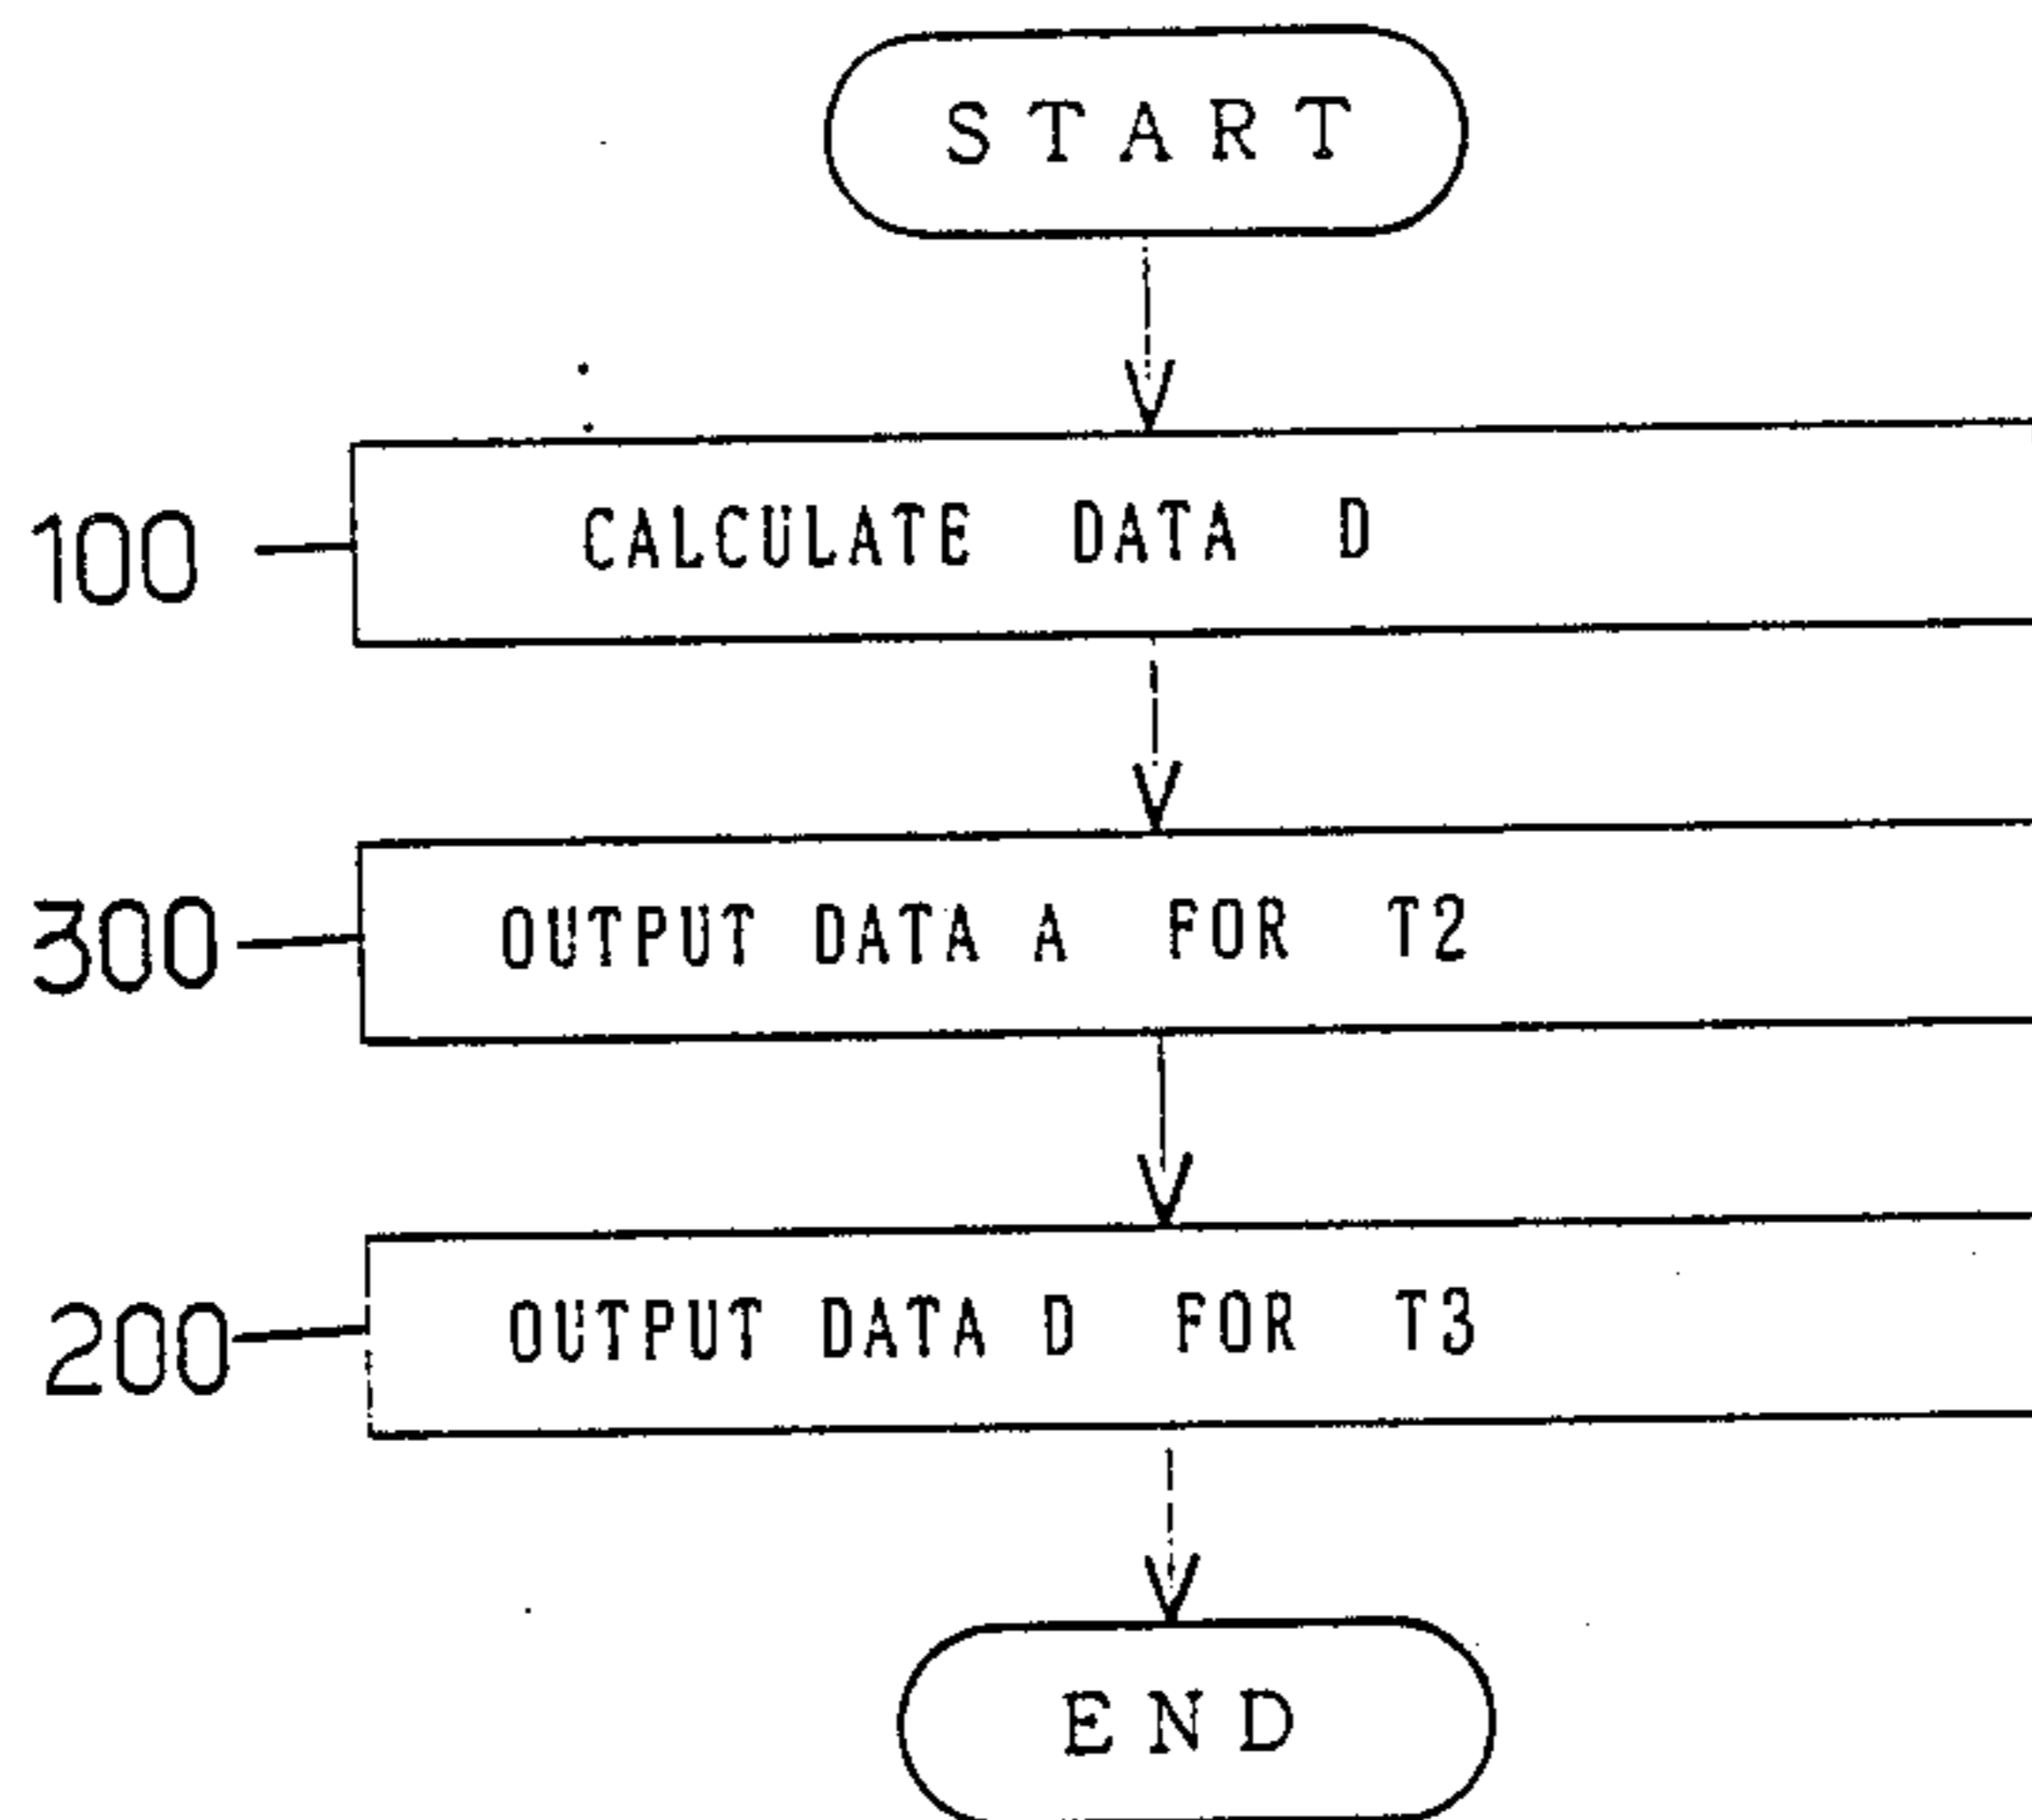 START
100 CALCULATE DATA D
300 OUTPUT DATA A FOR T2
200 OUTPUT DATA D FOR T3
END